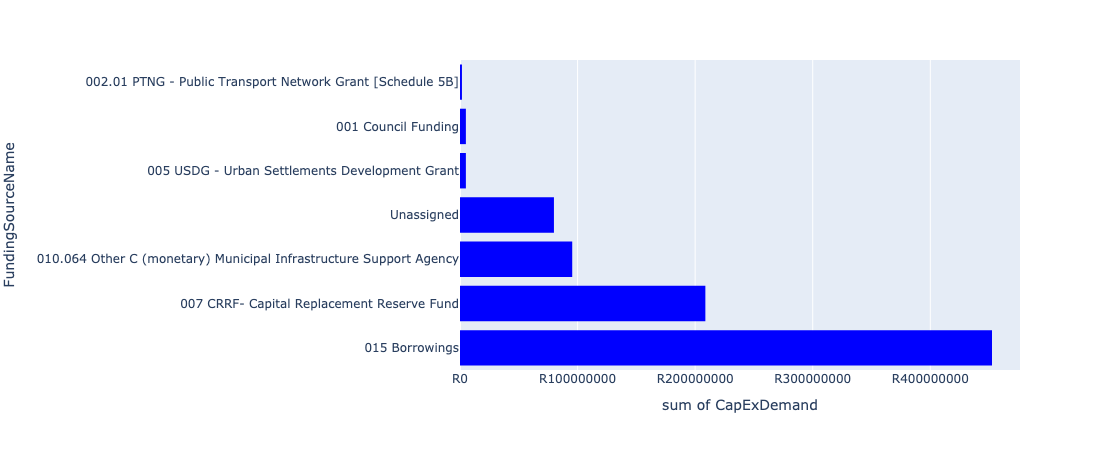 FundingSourceName
002.01 PTNG - Public Transport Network Grant [Schedule 5B]
001 Council Funding
005 USDG - Urban Settlements Development Grant
Unassigned
010.064 Other C (monetary) Municipal Infrastructure Support Agency
007 CRRF- Capital Replacement Reserve Fund
015 Borrowings
R0 R100000000 R200000000 R300000000 R400000000
sum of CapExDemand